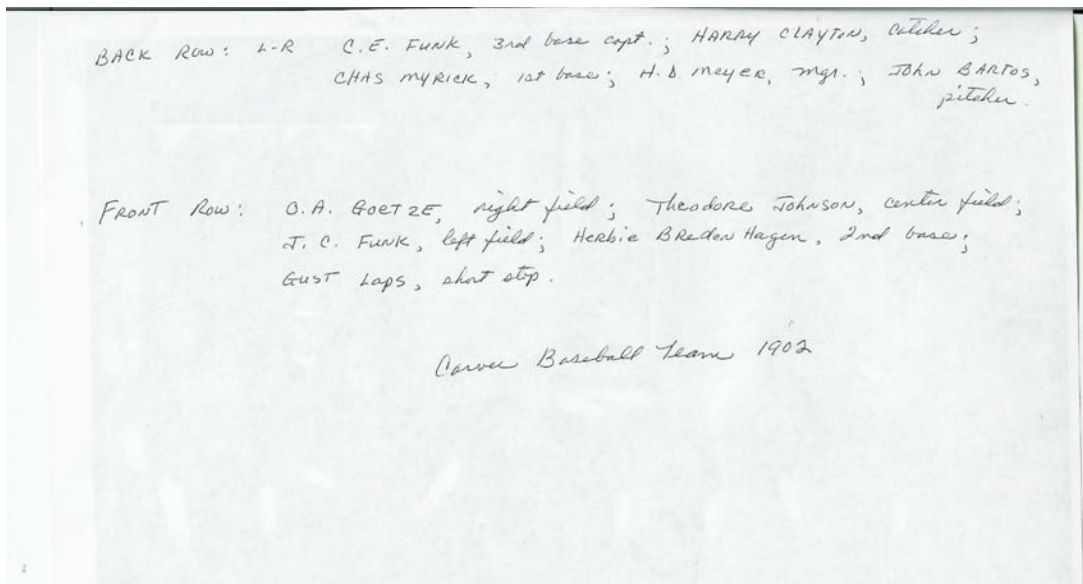 BACK ROW: L-R C.E. FUNK, 3rd base capt.; HARRY CLAYTON, catcher;
CHAS MYRICK, 1st base; H.D. MEYER, mgr.; JOHN BARTOS,
pitcher.
FRONT ROW: O.A. GOETZE, right field; Theodore JOHNSON, center field;
J.C. FUNK, left field; Herbie BREDEN Hagen, 2nd base;
GUST LAPS, short stop.
Carver Baseball Team 1902